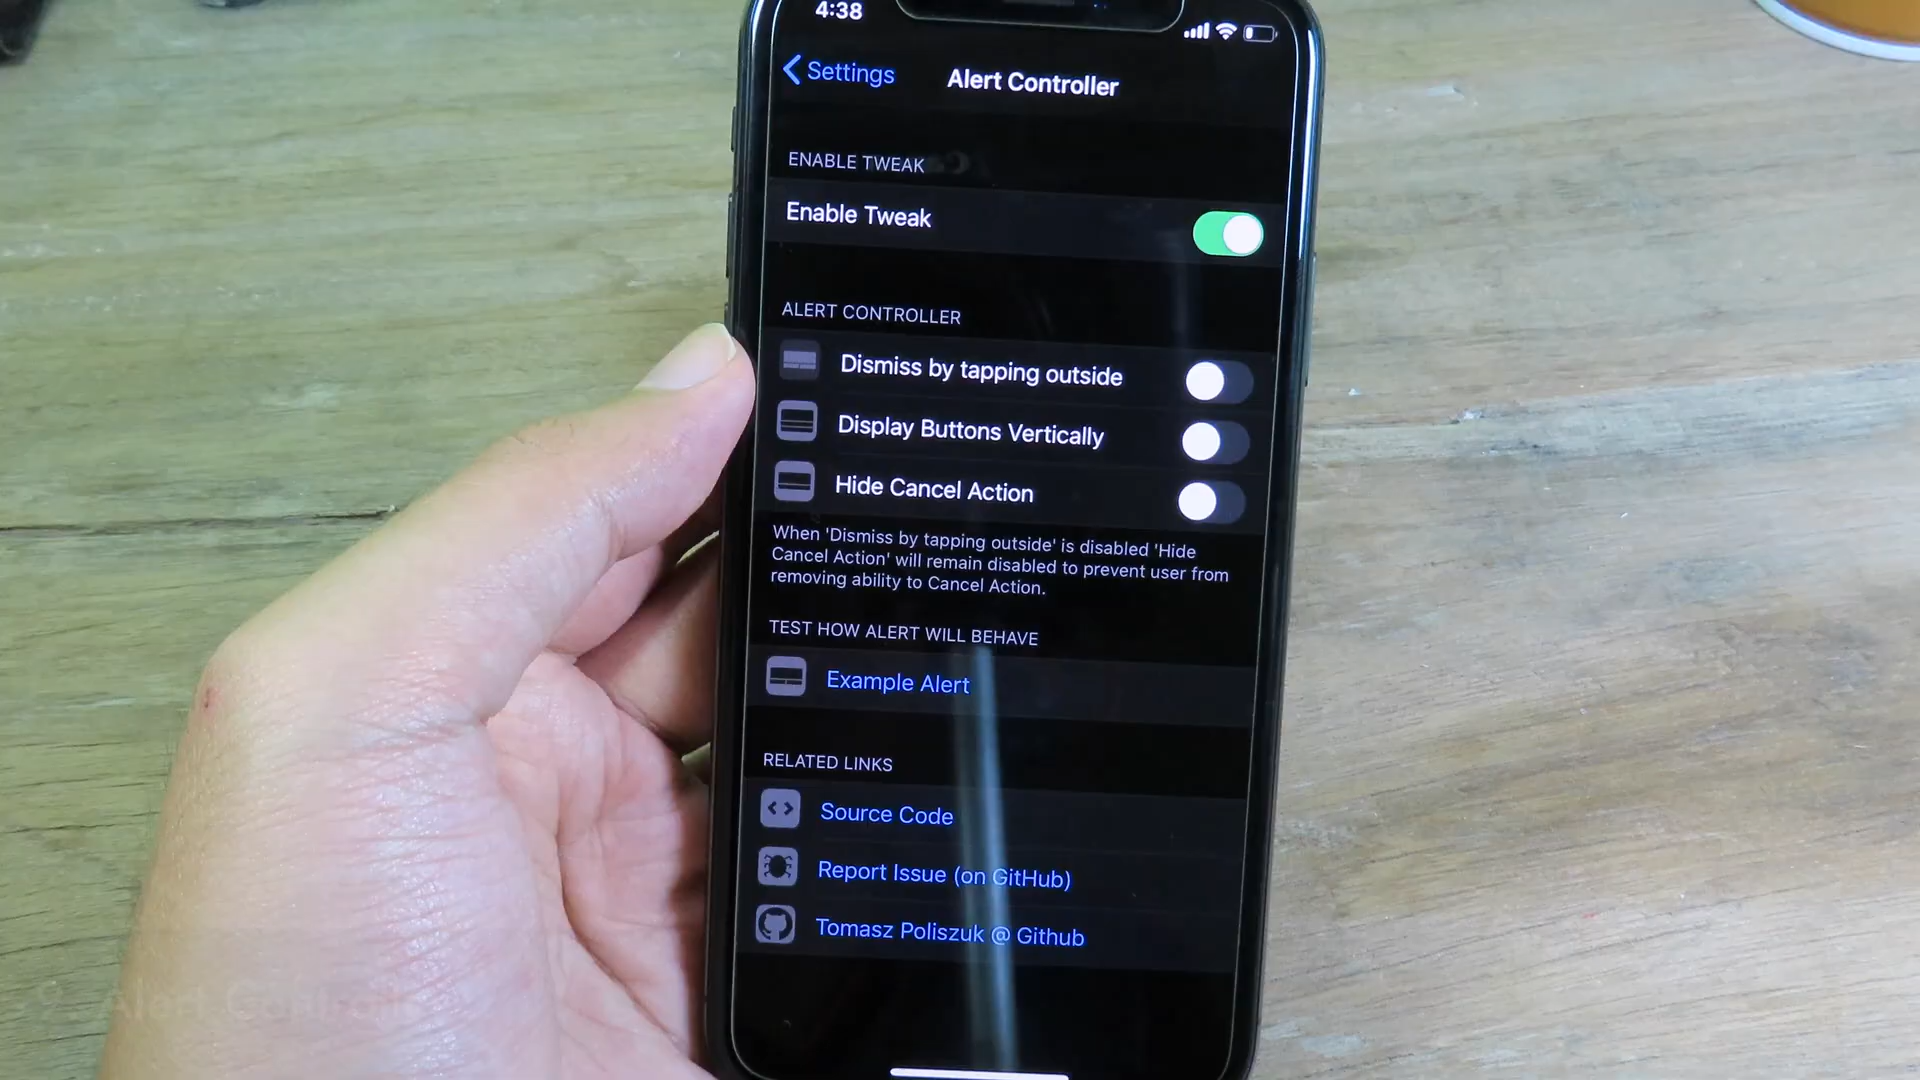 4:38
Settings
Alert Controller
ENABLE TWEAK
Enable Tweak
ALERT CONTROLLER
Dismiss by tapping outside
Display Buttons Vertically
Hide Cancel Action
When 'Dismiss by tapping outside' is disabled 'Hide
Cancel Action' will remain disabled to prevent user from
removing ability to Cancel Action.
TEST HOW ALERT WILL BEHAVE
Example Alert
RELATED LINKS
Source Code
Report Issue (on GitHub)
Tomasz Poliszuk @ Github